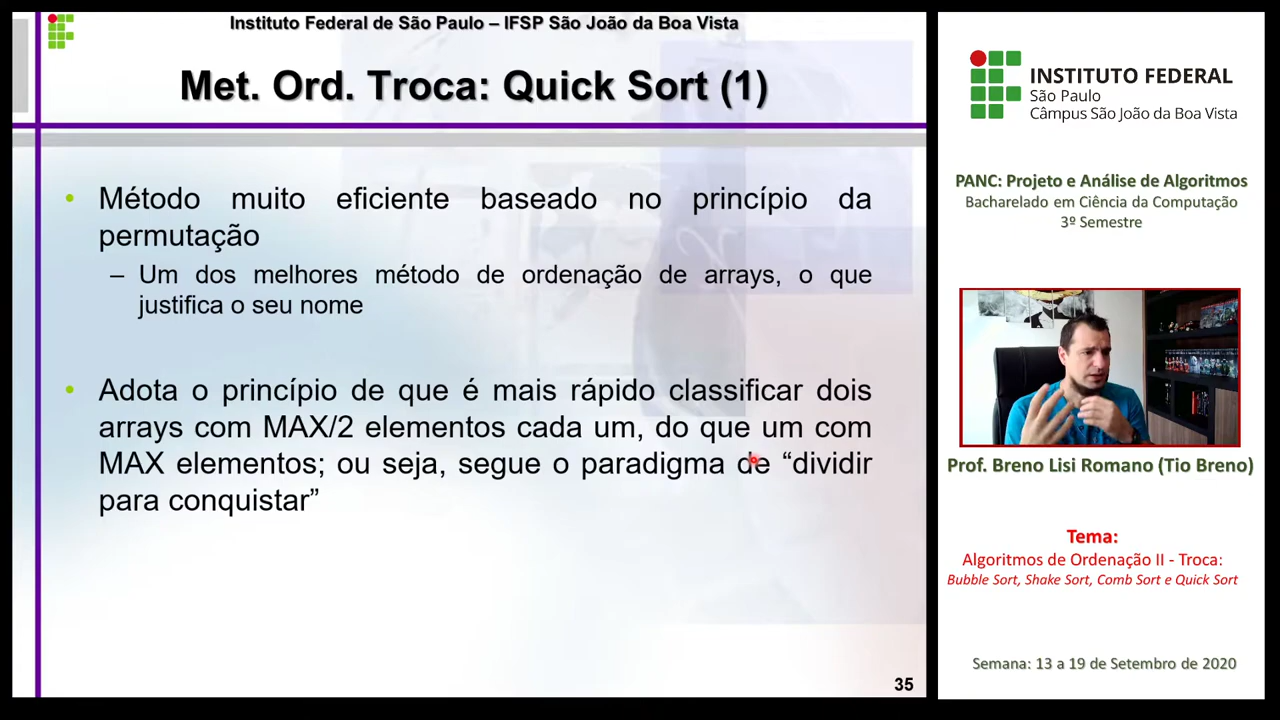 Instituto Federal de São Paulo – IFSP São João da Boa Vista
Met. Ord. Troca: Quick Sort (1)
• Método muito eficiente baseado no princípio da
permutação
– Um dos melhores método de ordenação de arrays, o que
justifica o seu nome
• Adota o princípio de que é mais rápido classificar dois
arrays com MAX/2 elementos cada um, do que um com
MAX elementos; ou seja, segue o paradigma de “dividir
para conquistar”
35
INSTITUTO FEDERAL
São Paulo
Câmpus São João da Boa Vista
PANC: Projeto e Análise de Algoritmos
Bacharelado em Ciência da Computação
3º Semestre
Prof. Breno Lisi Romano (Tio Breno)
Tema:
Algoritmos de Ordenação II - Troca:
Bubble Sort, Shake Sort, Comb Sort e Quick Sort
Semana: 13 a 19 de Setembro de 2020